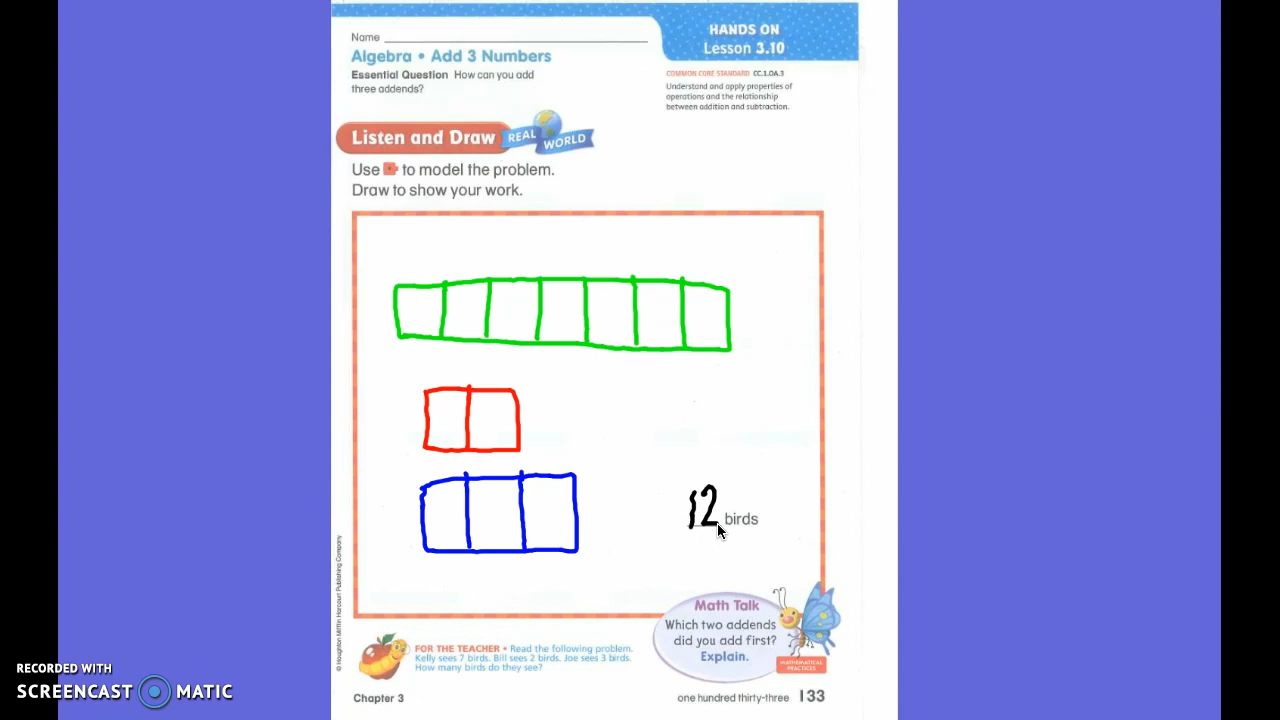 HANDS ON
Lesson 3.10
Name
Algebra • Add 3 Numbers
Essential Question How can you add
three addends?
COMMON CORE STANDARD CC.1.OA.3
Understand and apply properties of
operations and the relationship
between addition and subtraction.
Listen and Draw
REAL WORLD
Use to model the problem.
Draw to show your work.
12 birds
© Houghton Mifflin Harcourt Publishing Company
Math Talk
Which two addends
did you add first?
Explain.
MATHEMATICAL
PRACTICES
FOR THE TEACHER • Read the following problem.
Kelly sees 7 birds. Bill sees 2 birds. Joe sees 3 birds.
How many birds do they see?
Chapter 3
one hundred thirty-three 133
RECORDED WITH
SCREENCAST MATIC